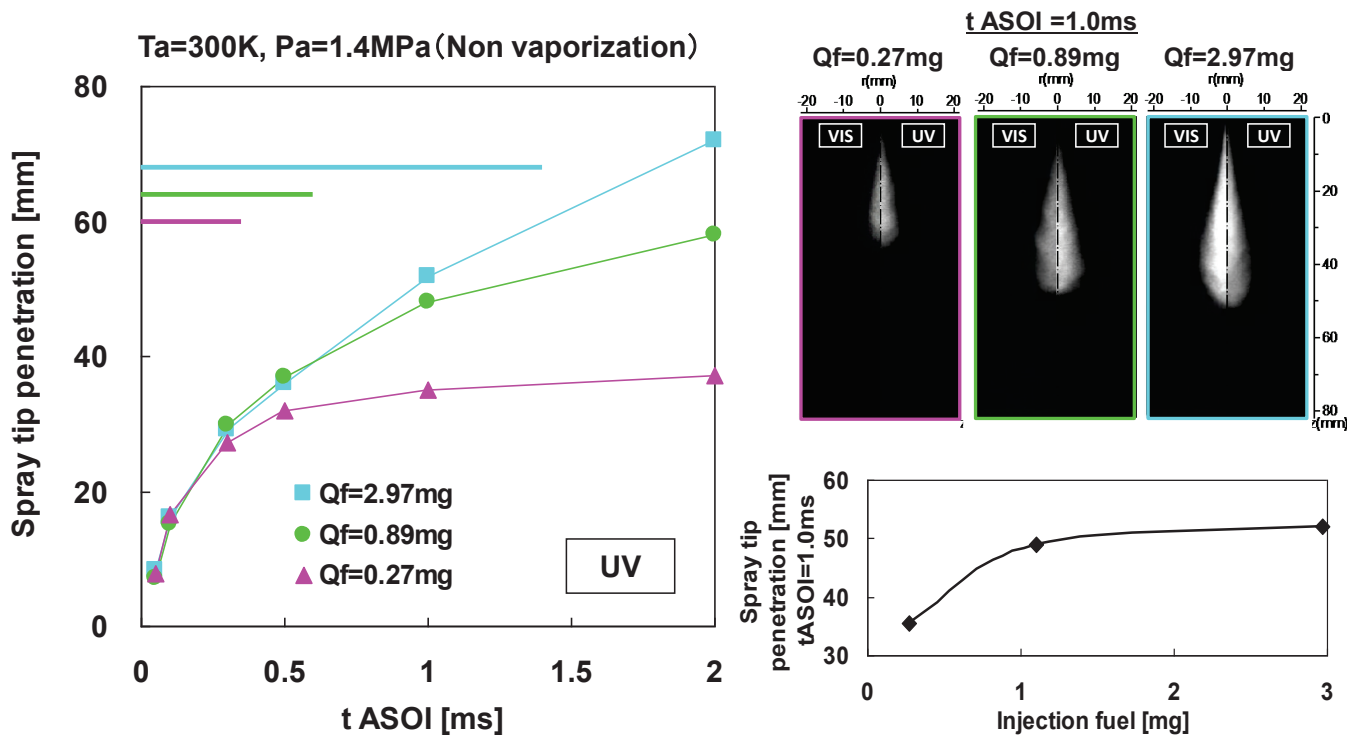 Ta=300K, Pa=1.4MPa（Non vaporization）
80
60
40
20
0
Spray tip penetration [mm]
Qf=2.97mg
Qf=0.89mg
Qf=0.27mg
UV
0 0.5 1 1.5 2
t ASOI [ms]
t ASOI =1.0ms
Qf=0.27mg Qf=0.89mg Qf=2.97mg
r(mm) r(mm) r(mm)
-20 -10 0 10 20 -20 -10 0 10 20 -20 -10 0 10 20
VIS UV VIS UV VIS UV
0
20
40
60
80
z(mm)
Spray tip
penetration [mm]
tASOI=1.0ms
60
50
40
30
0 1 2 3
Injection fuel [mg]